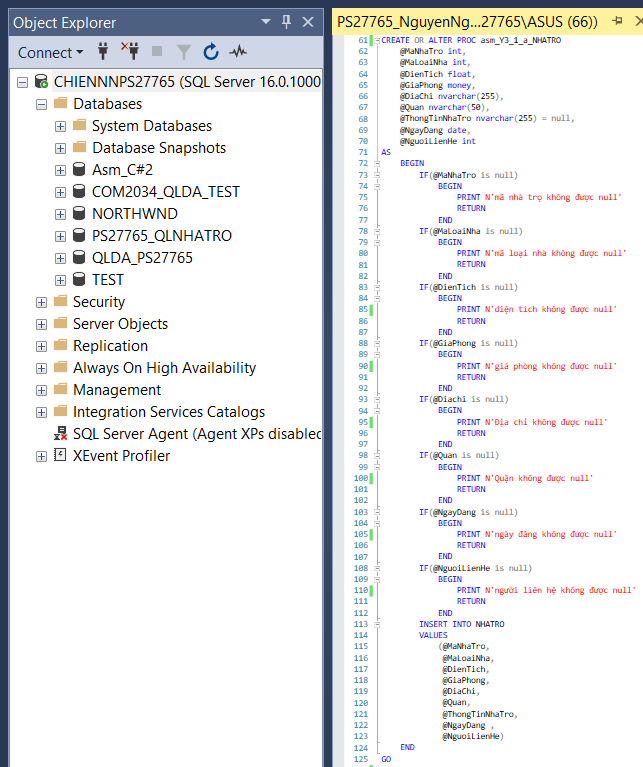 Object Explorer
Connect
CHIENNNPS27765 (SQL Server 16.0.1000
Databases
System Databases
Database Snapshots
Asm_C#2
COM2034_QLDA_TEST
NORTHWND
PS27765_QLNHATRO
QLDA_PS27765
TEST
Security
Server Objects
Replication
Always On High Availability
Management
Integration Services Catalogs
SQL Server Agent (Agent XPs disabled
XEvent Profiler
PS27765_NguyenNg...27765\ASUS (66))
61 CREATE OR ALTER PROC asm_Y3_1_a_NHATRO
62 @MaNhaTro int,
63 @MaLoaiNha int,
64 @DienTich float,
65 @GiaPhong money,
66 @DiaChi nvarchar(255),
67 @Quan nvarchar(50),
68 @ThongTinNhaTro nvarchar(255) = null,
69 @NgayDang date,
70 @NguoiLienHe int
71 AS
72 BEGIN
73 IF(@MaNhaTro is null)
74 BEGIN
75 PRINT N'mã nhà trọ không được null'
76 RETURN
77 END
78 IF(@MaLoaiNha is null)
79 BEGIN
80 PRINT N'mã loại nhà không được null'
81 RETURN
82 END
83 IF(@DienTich is null)
84 BEGIN
85 PRINT N'diện tích không được null'
86 RETURN
87 END
88 IF(@GiaPhong is null)
89 BEGIN
90 PRINT N'giá phòng không được null'
91 RETURN
92 END
93 IF(@Diachi is null)
94 BEGIN
95 PRINT N'Địa chỉ không được null'
96 RETURN
97 END
98 IF(@Quan is null)
99 BEGIN
100 PRINT N'Quận không được null'
101 RETURN
102 END
103 IF(@NgayDang is null)
104 BEGIN
105 PRINT N'ngày đăng không được null'
106 RETURN
107 END
108 IF(@NguoiLienHe is null)
109 BEGIN
110 PRINT N'người liên hệ không được null'
111 RETURN
112 END
113 INSERT INTO NHATRO
114 VALUES
115 (@MaNhaTro,
116 @MaLoaiNha,
117 @DienTich,
118 @GiaPhong,
119 @DiaChi,
120 @Quan,
121 @ThongTinNhaTro,
122 @NgayDang ,
123 @NguoiLienHe)
124 END
125 GO